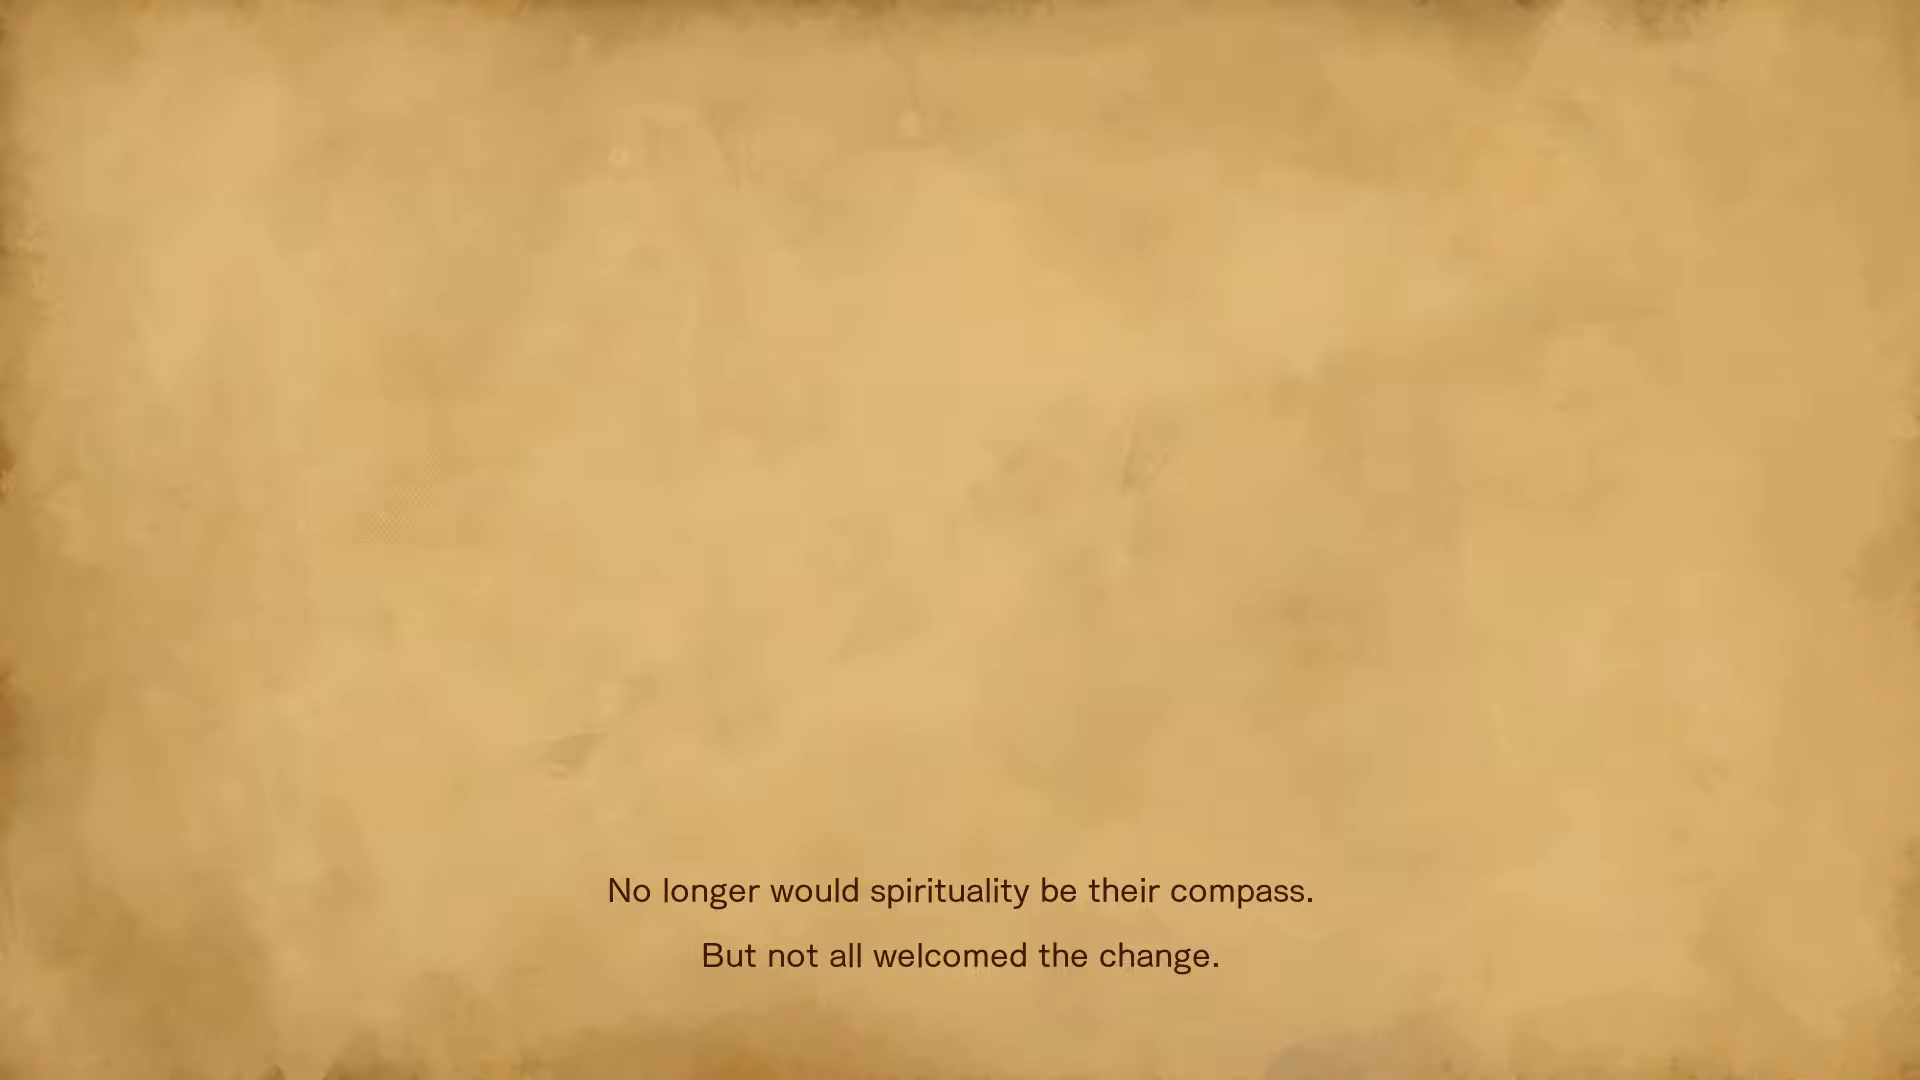 No longer would spirituality be their compass.
But not all welcomed the change.